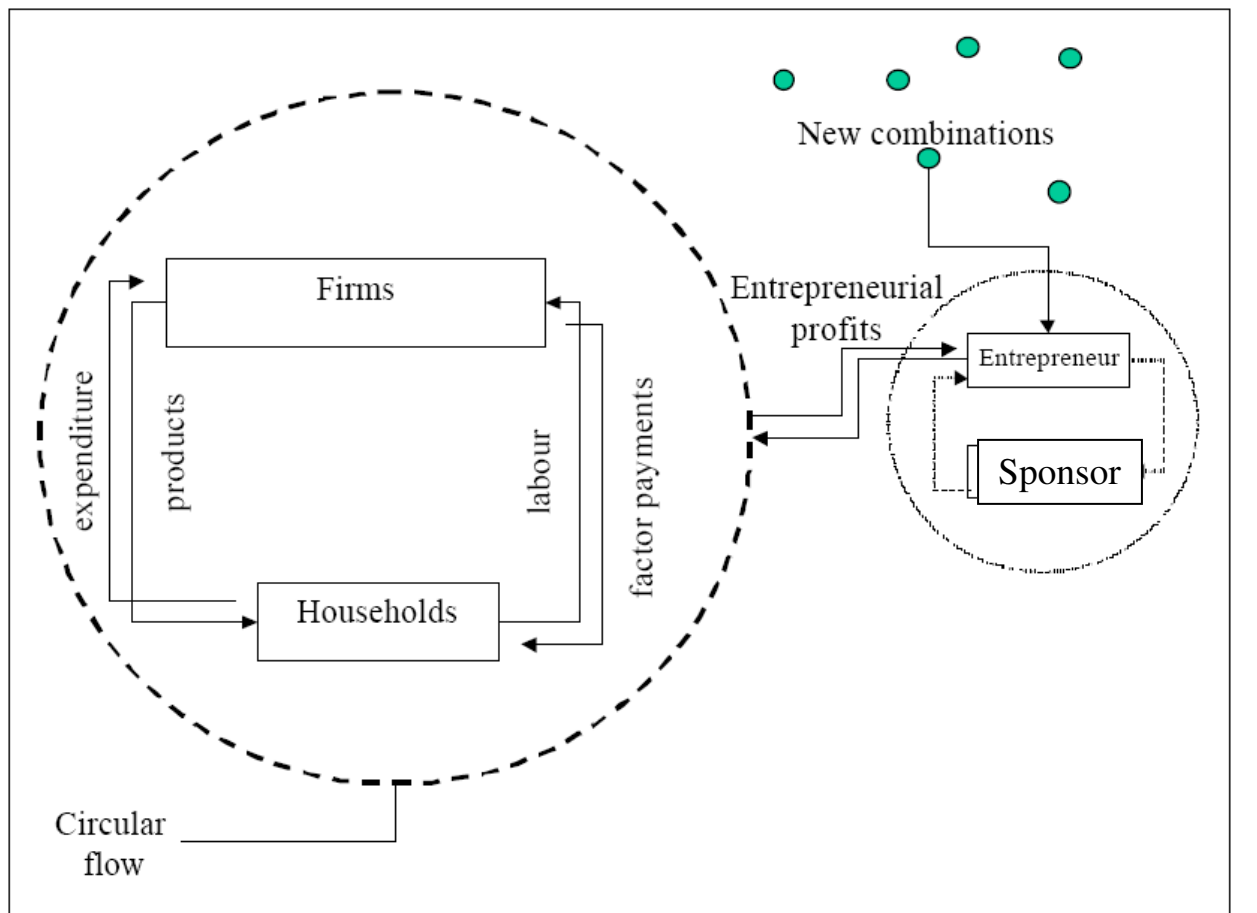 New combinations
Firms
Entrepreneurial
profits
Entrepreneur
expenditure
products
labour
factor payments
Sponsor
Households
Circular
flow